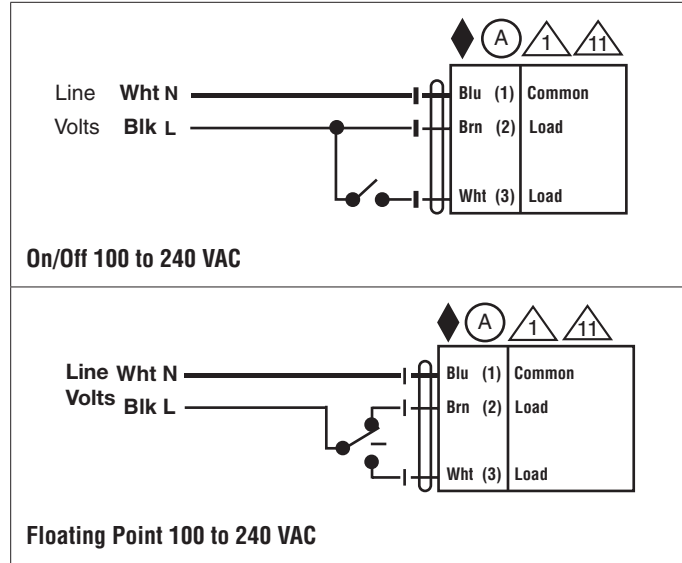 A 1 11
Line Wht N Blu (1) Common
Volts Blk L Brn (2) Load
Wht (3) Load
On/Off 100 to 240 VAC
A 1 11
Line Wht N Blu (1) Common
Volts Blk L Brn (2) Load
Wht (3) Load
Floating Point 100 to 240 VAC